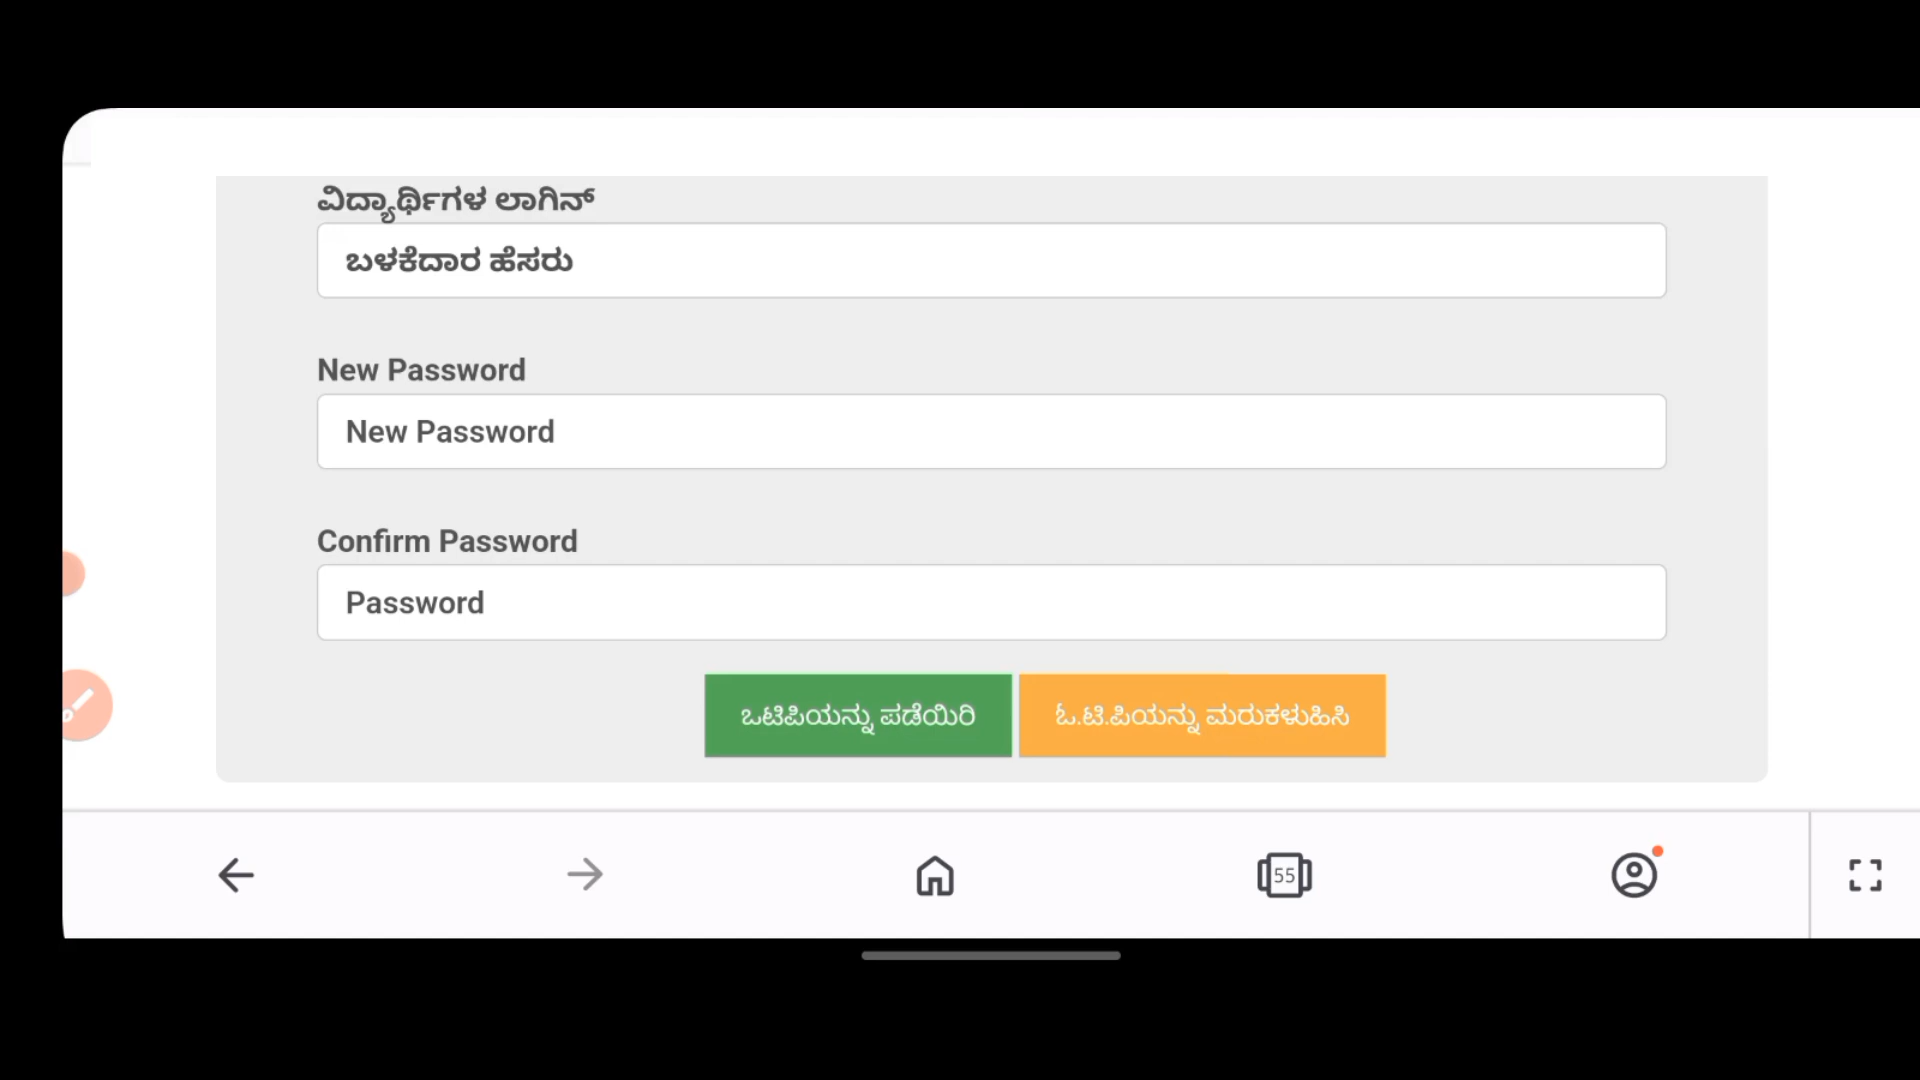 ವಿದ್ಯಾರ್ಥಿಗಳ ಲಾಗಿನ್
ಬಳಕೆದಾರ ಹೆಸರು
New Password
New Password
Confirm Password
Password
ಒಟಿಪಿಯನ್ನು ಪಡೆಯಿರಿ
ಓ.ಟಿ.ಪಿಯನ್ನು ಮರುಕಳುಹಿಸಿ
55